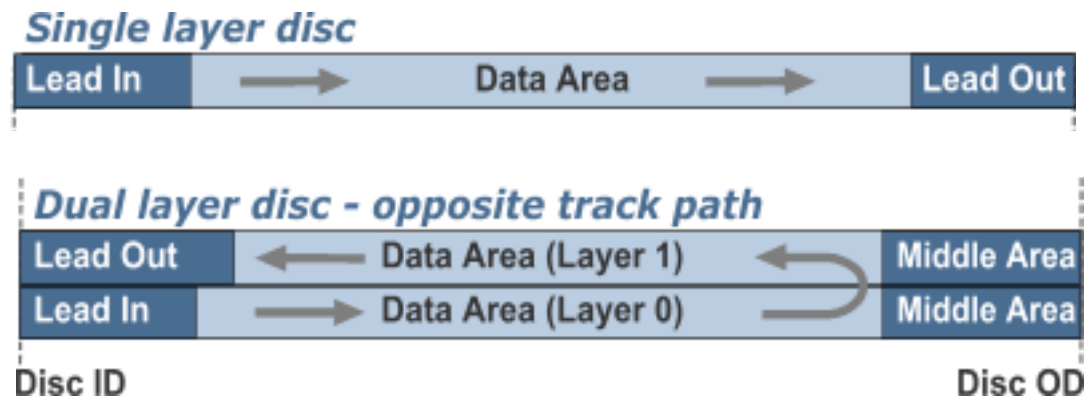 Single layer disc
Lead In Data Area Lead Out
Dual layer disc - opposite track path
Lead Out Data Area (Layer 1) Middle Area
Lead In Data Area (Layer 0) Middle Area
Disc ID Disc OD